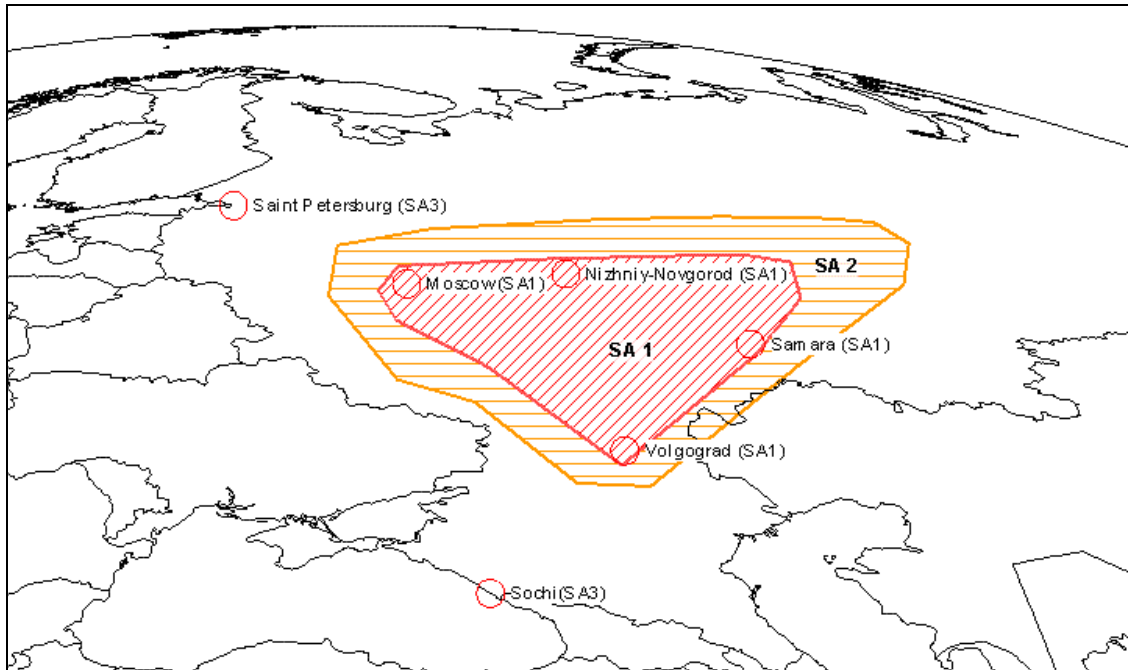 Saint Petersburg (SA3)
SA 2
Moscow(SA1)
Nizhniy-Novgorod (SA1)
SA 1
Samara (SA1)
Volgograd (SA1)
Sochi(SA3)